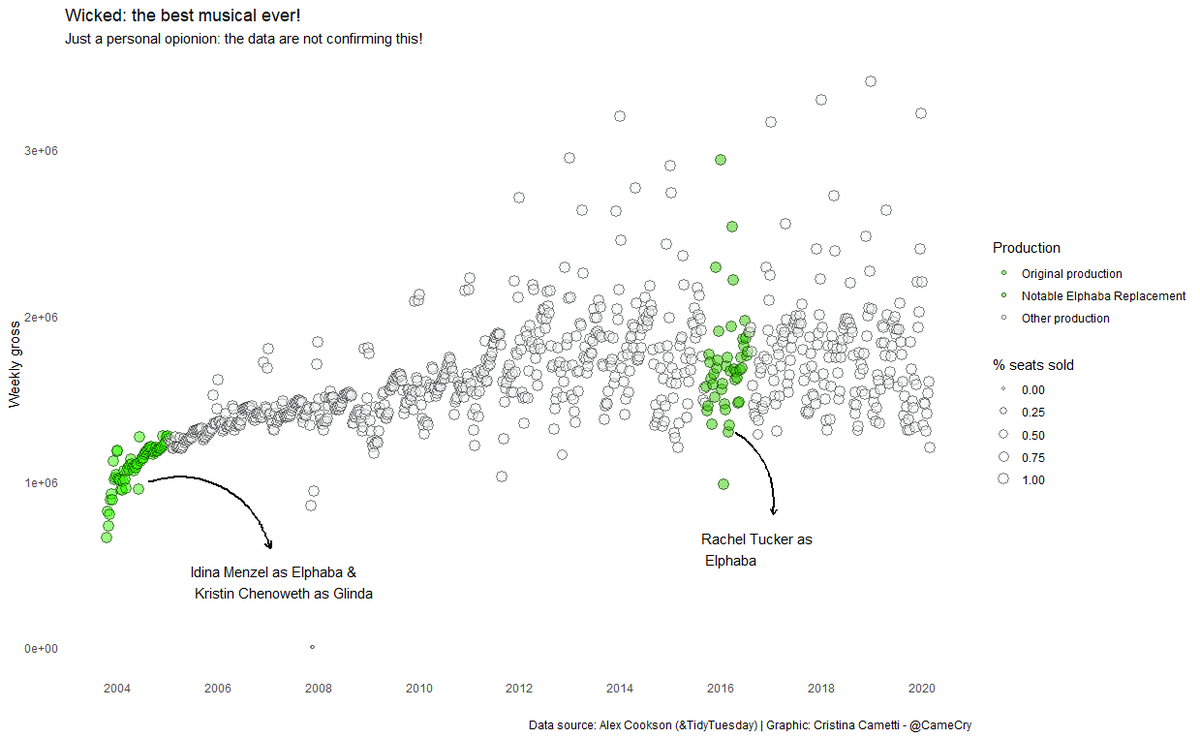 Wicked: the best musical ever!
Just a personal opionion: the data are not confirming this!
Weekly gross
3e+06
2e+06
1e+06
0e+00
Idina Menzel as Elphaba &
Kristin Chenoweth as Glinda
Rachel Tucker as
Elphaba
2004 2006 2008 2010 2012 2014 2016 2018 2020
Production
Original production
Notable Elphaba Replacement
Other production
% seats sold
0.00
0.25
0.50
0.75
1.00
Data source: Alex Cookson (&TidyTuesday) | Graphic: Cristina Cametti - @CameCry